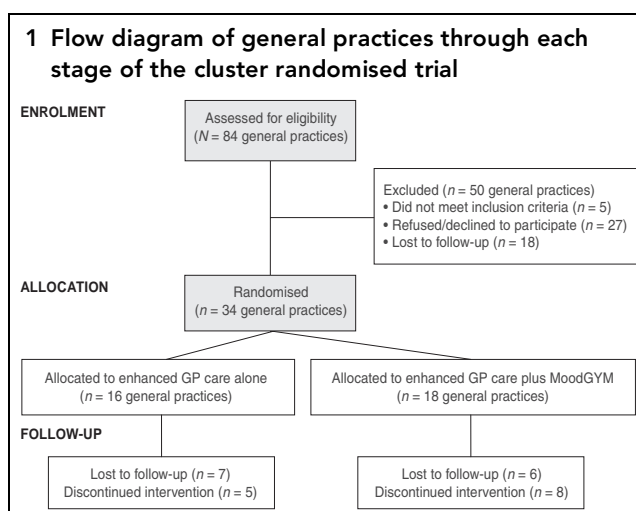 1 Flow diagram of general practices through each
stage of the cluster randomised trial
ENROLMENT
Assessed for eligibility
(N = 84 general practices)
Excluded (n = 50 general practices)
• Did not meet inclusion criteria (n = 5)
• Refused/declined to participate (n = 27)
• Lost to follow-up (n = 18)
ALLOCATION
Randomised
(n = 34 general practices)
Allocated to enhanced GP care alone
(n = 16 general practices)
Allocated to enhanced GP care plus MoodGYM
(n = 18 general practices)
FOLLOW-UP
Lost to follow-up (n = 7)
Discontinued intervention (n = 5)
Lost to follow-up (n = 6)
Discontinued intervention (n = 8)